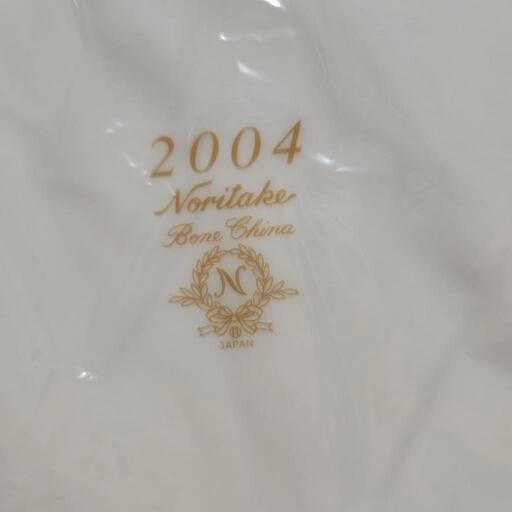 2004
Noritake
Bone China
N
®
JAPAN